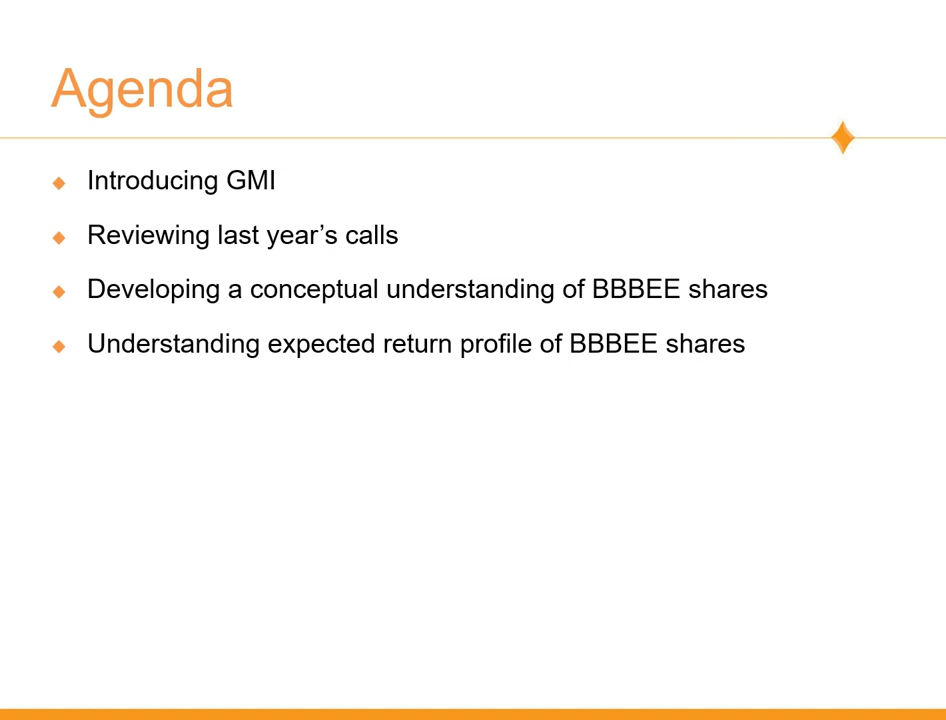 Agenda
Introducing GMI
Reviewing last year’s calls
Developing a conceptual understanding of BBBEE shares
Understanding expected return profile of BBBEE shares